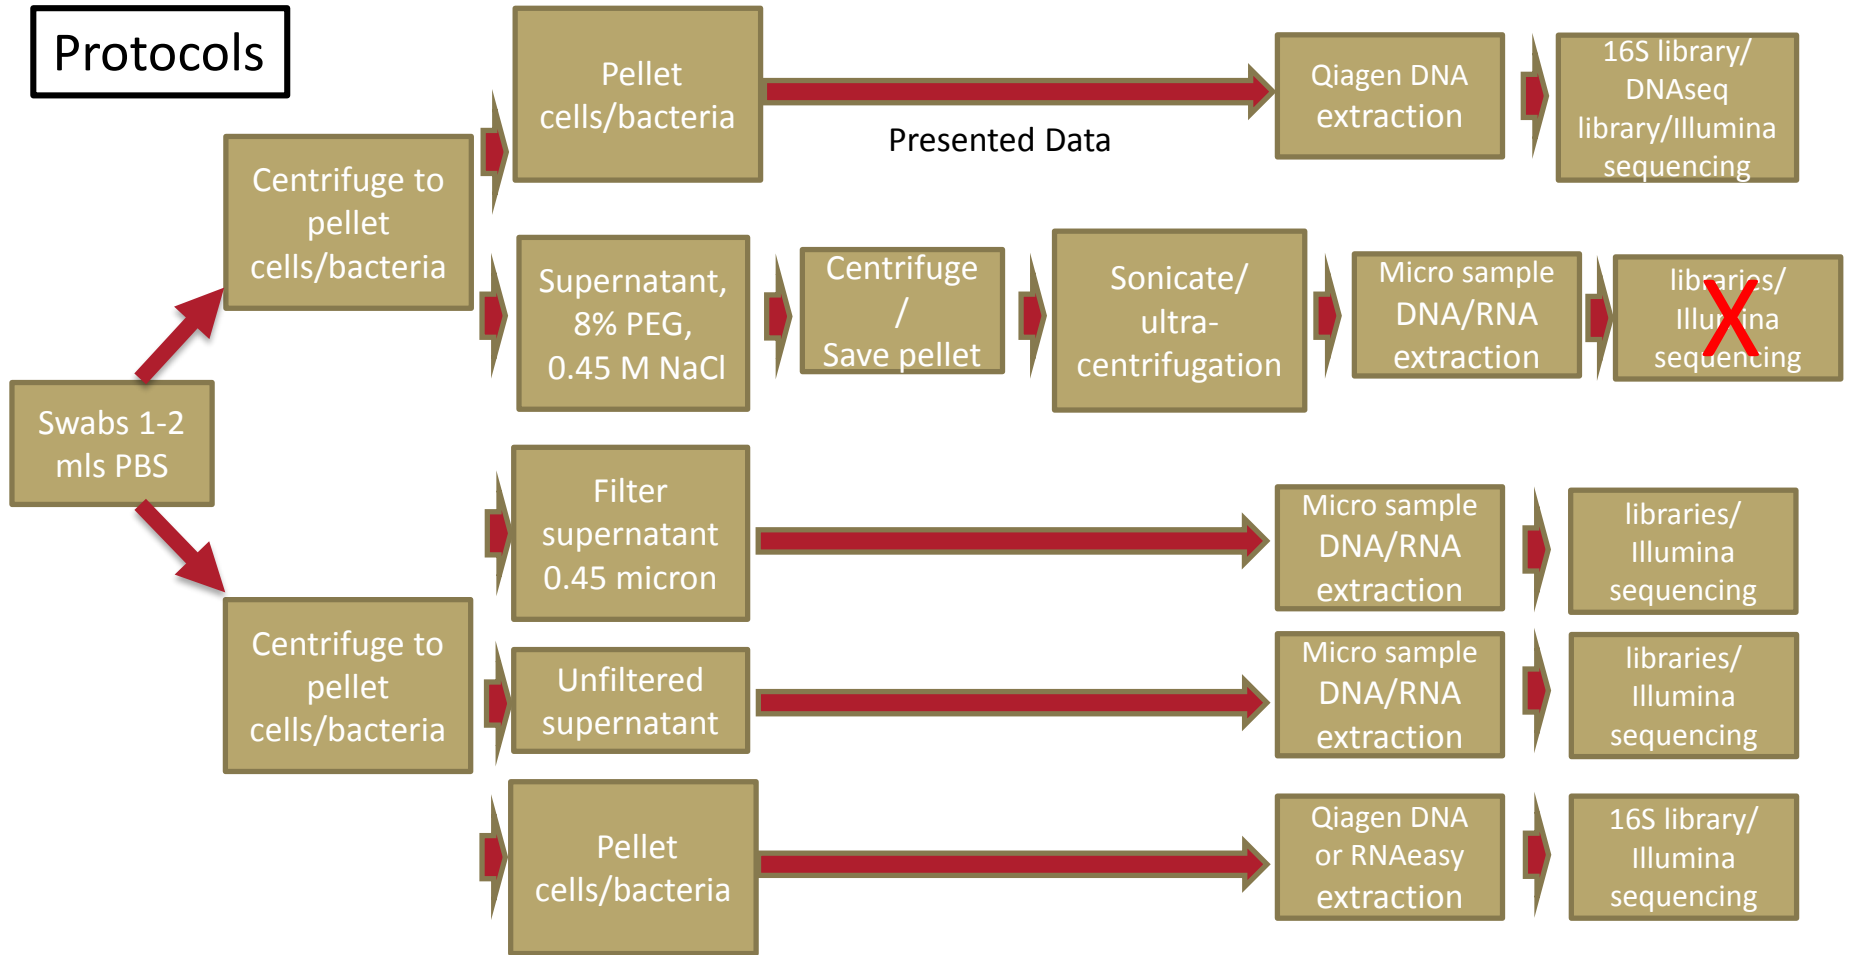 Protocols
Pellet
cells/bacteria
Presented Data
Qiagen DNA
extraction
16S library/
DNAseq
library/Illumina
sequencing
Centrifuge to
pellet
cells/bacteria
Supernatant,
8% PEG,
0.45 M NaCl
Centrifuge
/
Save pellet
Sonicate/
ultra-
centrifugation
Micro sample
DNA/RNA
extraction
libraries/
Illumina
sequencing
X
Swabs 1-2
mls PBS
Filter
supernatant
0.45 micron
Micro sample
DNA/RNA
extraction
libraries/
Illumina
sequencing
Centrifuge to
pellet
cells/bacteria
Unfiltered
supernatant
Micro sample
DNA/RNA
extraction
libraries/
Illumina
sequencing
Pellet
cells/bacteria
Qiagen DNA
or RNAeasy
extraction
16S library/
Illumina
sequencing